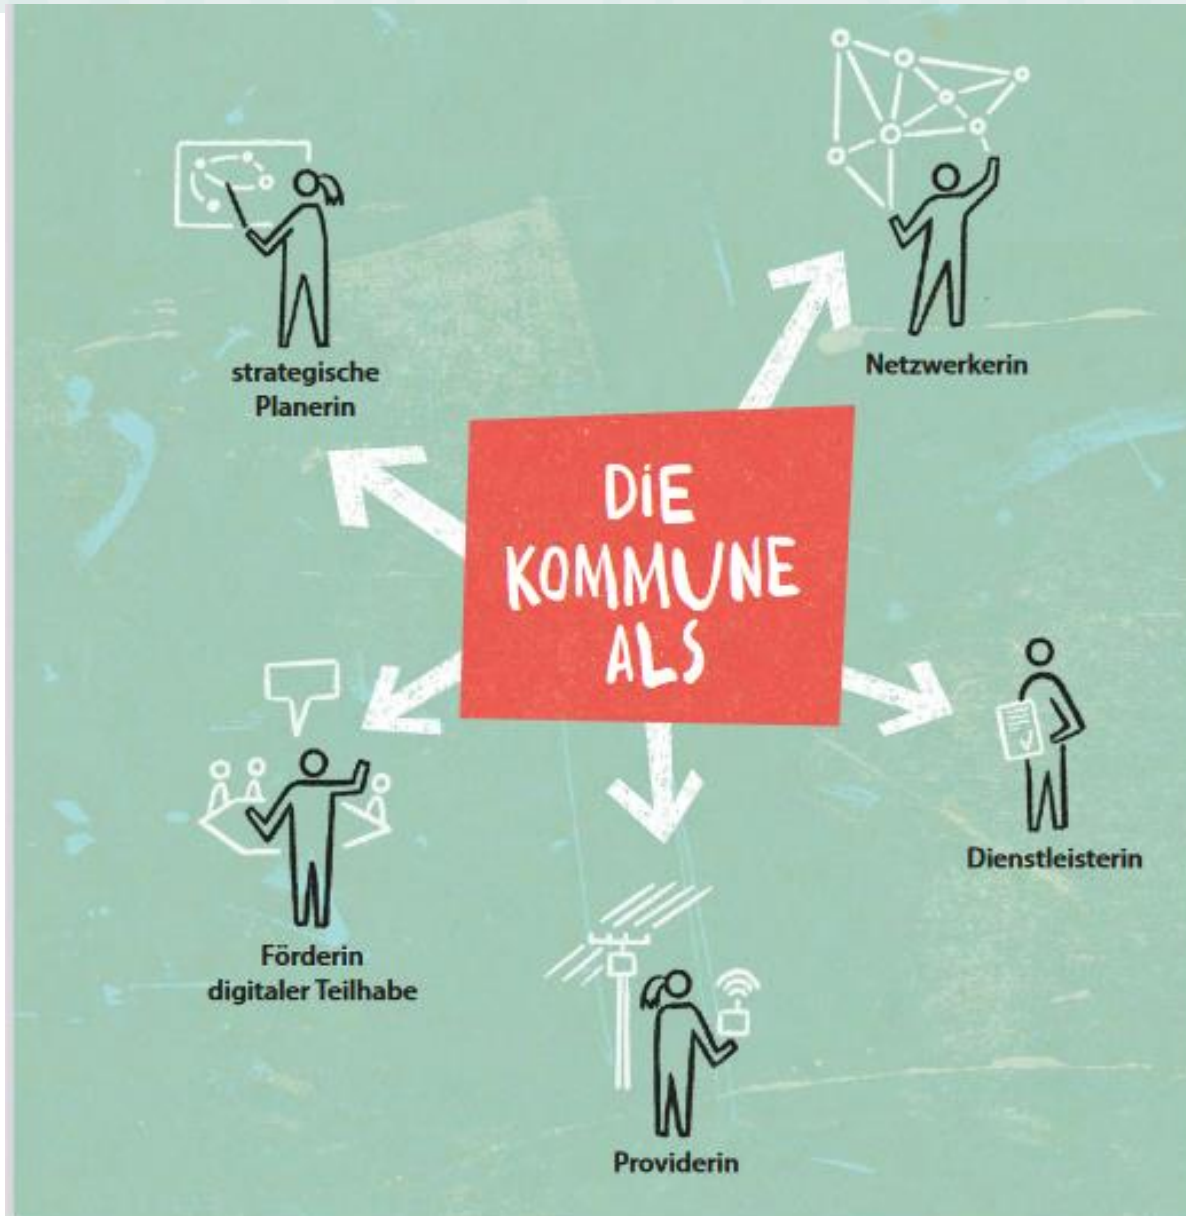 DiE
KOMMUNE
ALS
strategische
Planerin
Netzwerkerin
Dienstleisterin
Providerin
Förderin
digitaler Teilhabe